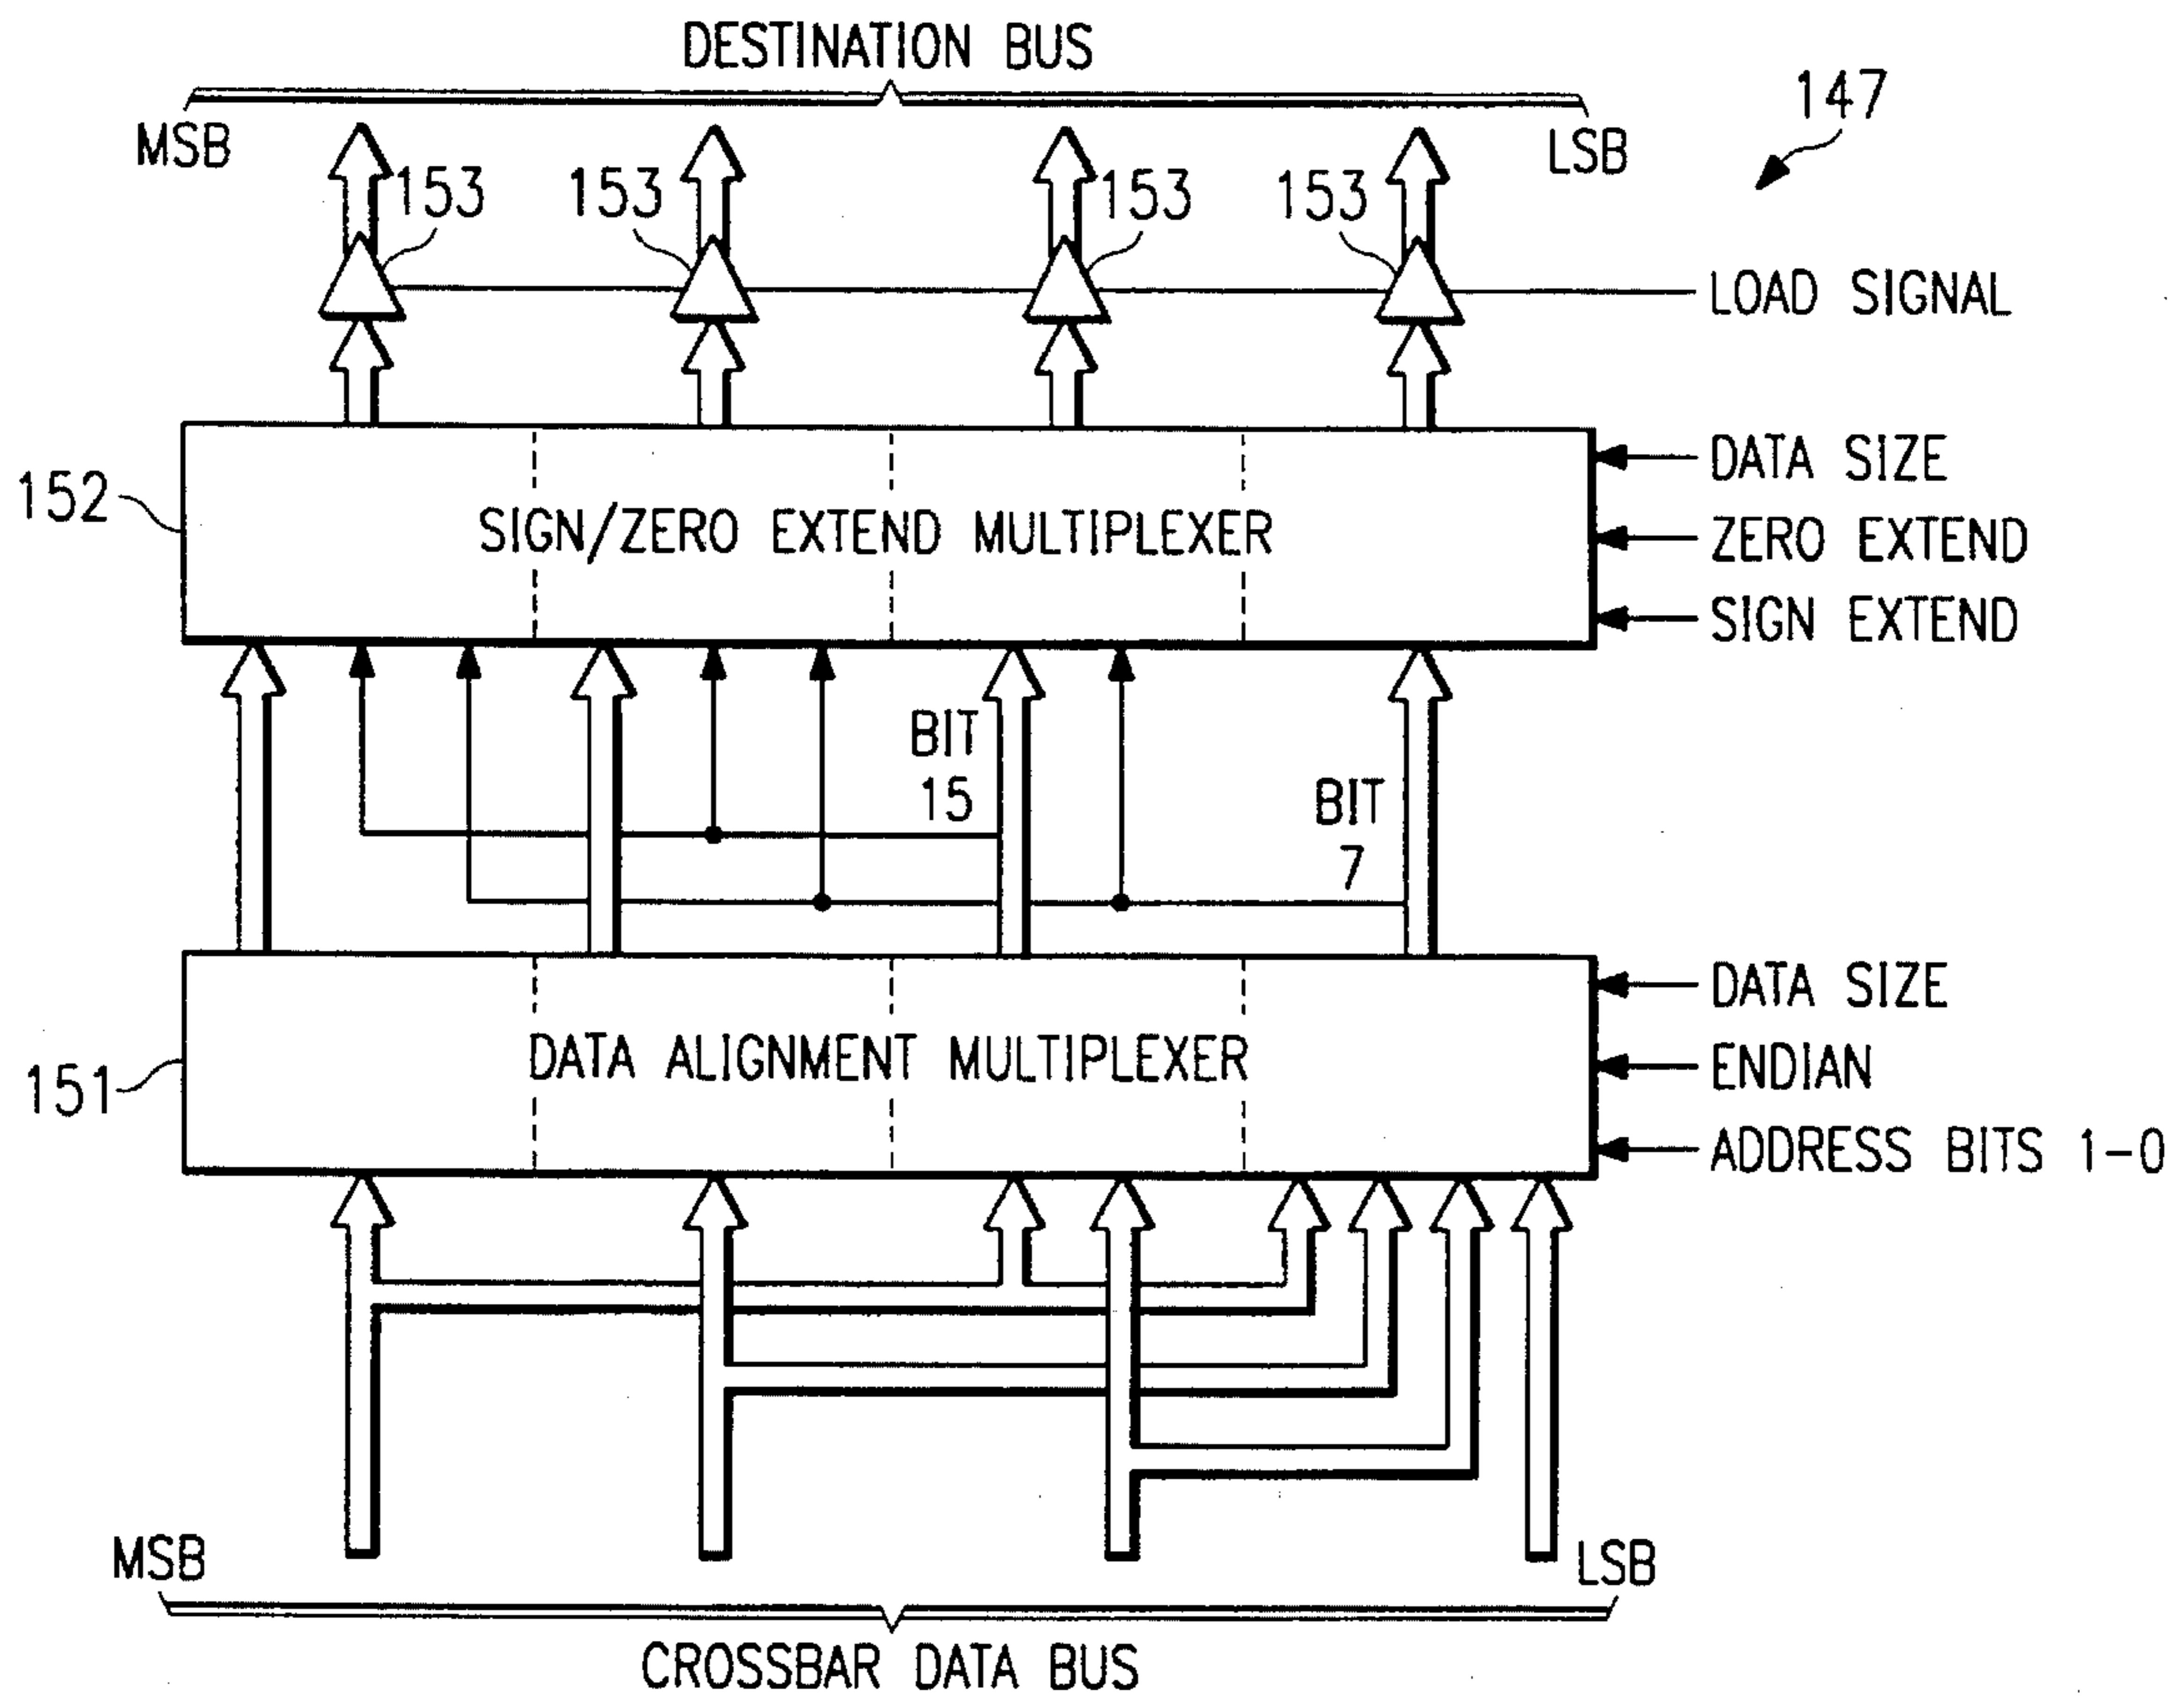 DESTINATION BUS
147
MSB
LSB
153
153
153
153
LOAD SIGNAL
DATA SIZE
152
SIGN/ZERO EXTEND MULTIPLEXER
ZERO EXTEND
SIGN EXTEND
BIT
15
BIT
7
DATA SIZE
DATA ALIGNMENT MULTIPLEXER
ENDIAN
151
ADDRESS BITS 1-0
MSB
LSB
CROSSBAR DATA BUS